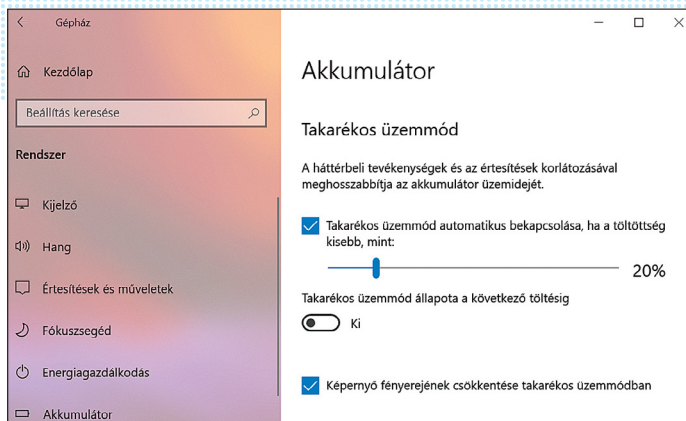 Gépház
Kezdőlap
Beállítás keresése
Rendszer
Kijelző
Hang
Értesítések és műveletek
Fókuszsegéd
Energiagazdálkodás
Akkumulátor
Akkumulátor
Takarékos üzemmód
A háttérbeli tevékenységek és az értesítések korlátozásával
meghosszabbítja az akkumulátor üzemidejét.
Takarékos üzemmód automatikus bekapcsolása, ha a töltöttség
kisebb, mint:
20%
Takarékos üzemmód állapota a következő töltésig
Ki
Képernyő fényerejének csökkentése takarékos üzemmódban